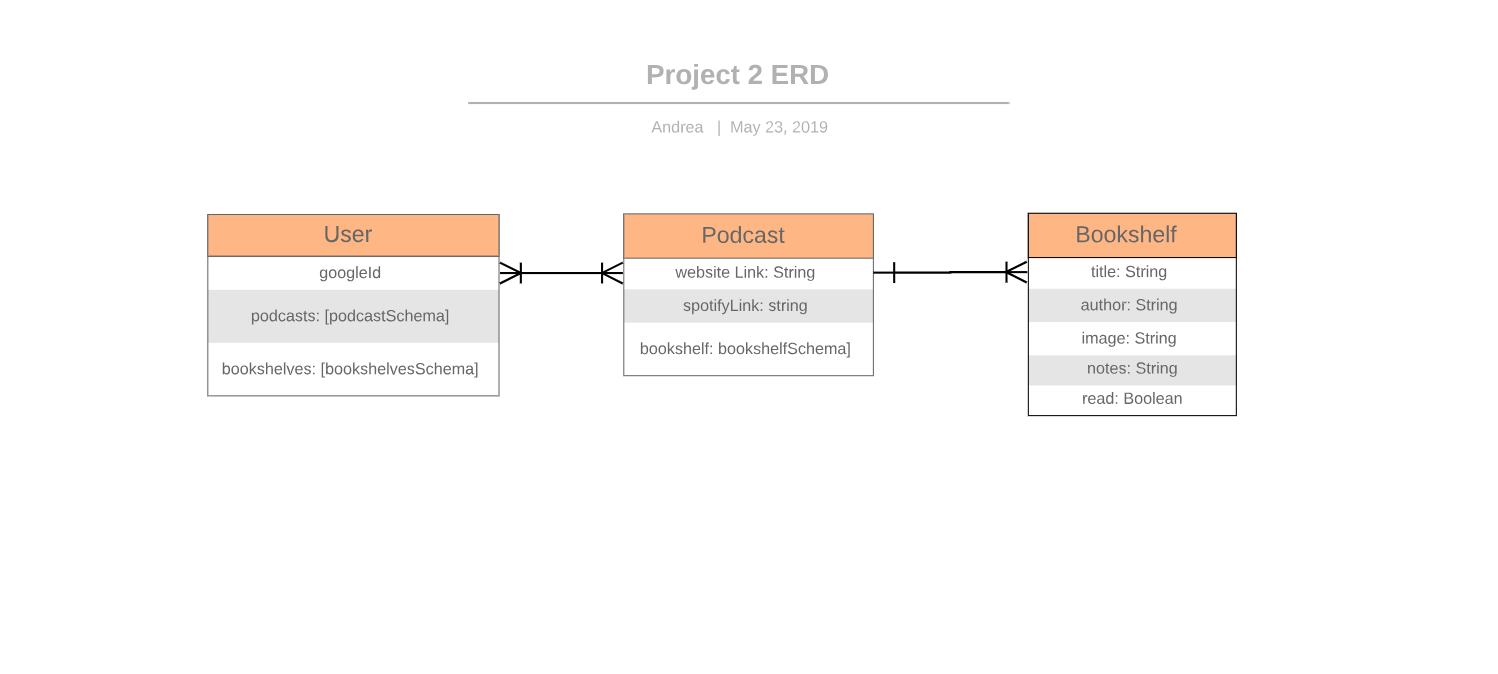 Project 2 ERD
Andrea | May 23, 2019
User
googleId
podcasts: [podcastSchema]
bookshelves: [bookshelvesSchema]
Podcast
website Link: String
spotifyLink: string
bookshelf: bookshelfSchema]
Bookshelf
title: String
author: String
image: String
notes: String
read: Boolean